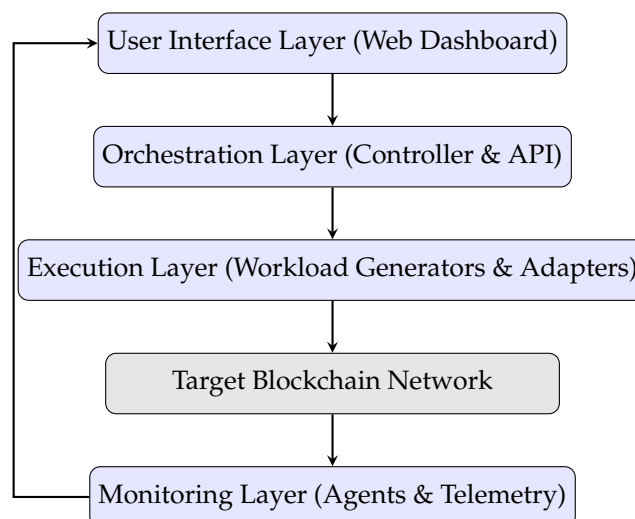 User Interface Layer (Web Dashboard)
Orchestration Layer (Controller & API)
Execution Layer (Workload Generators & Adapters)
Target Blockchain Network
Monitoring Layer (Agents & Telemetry)